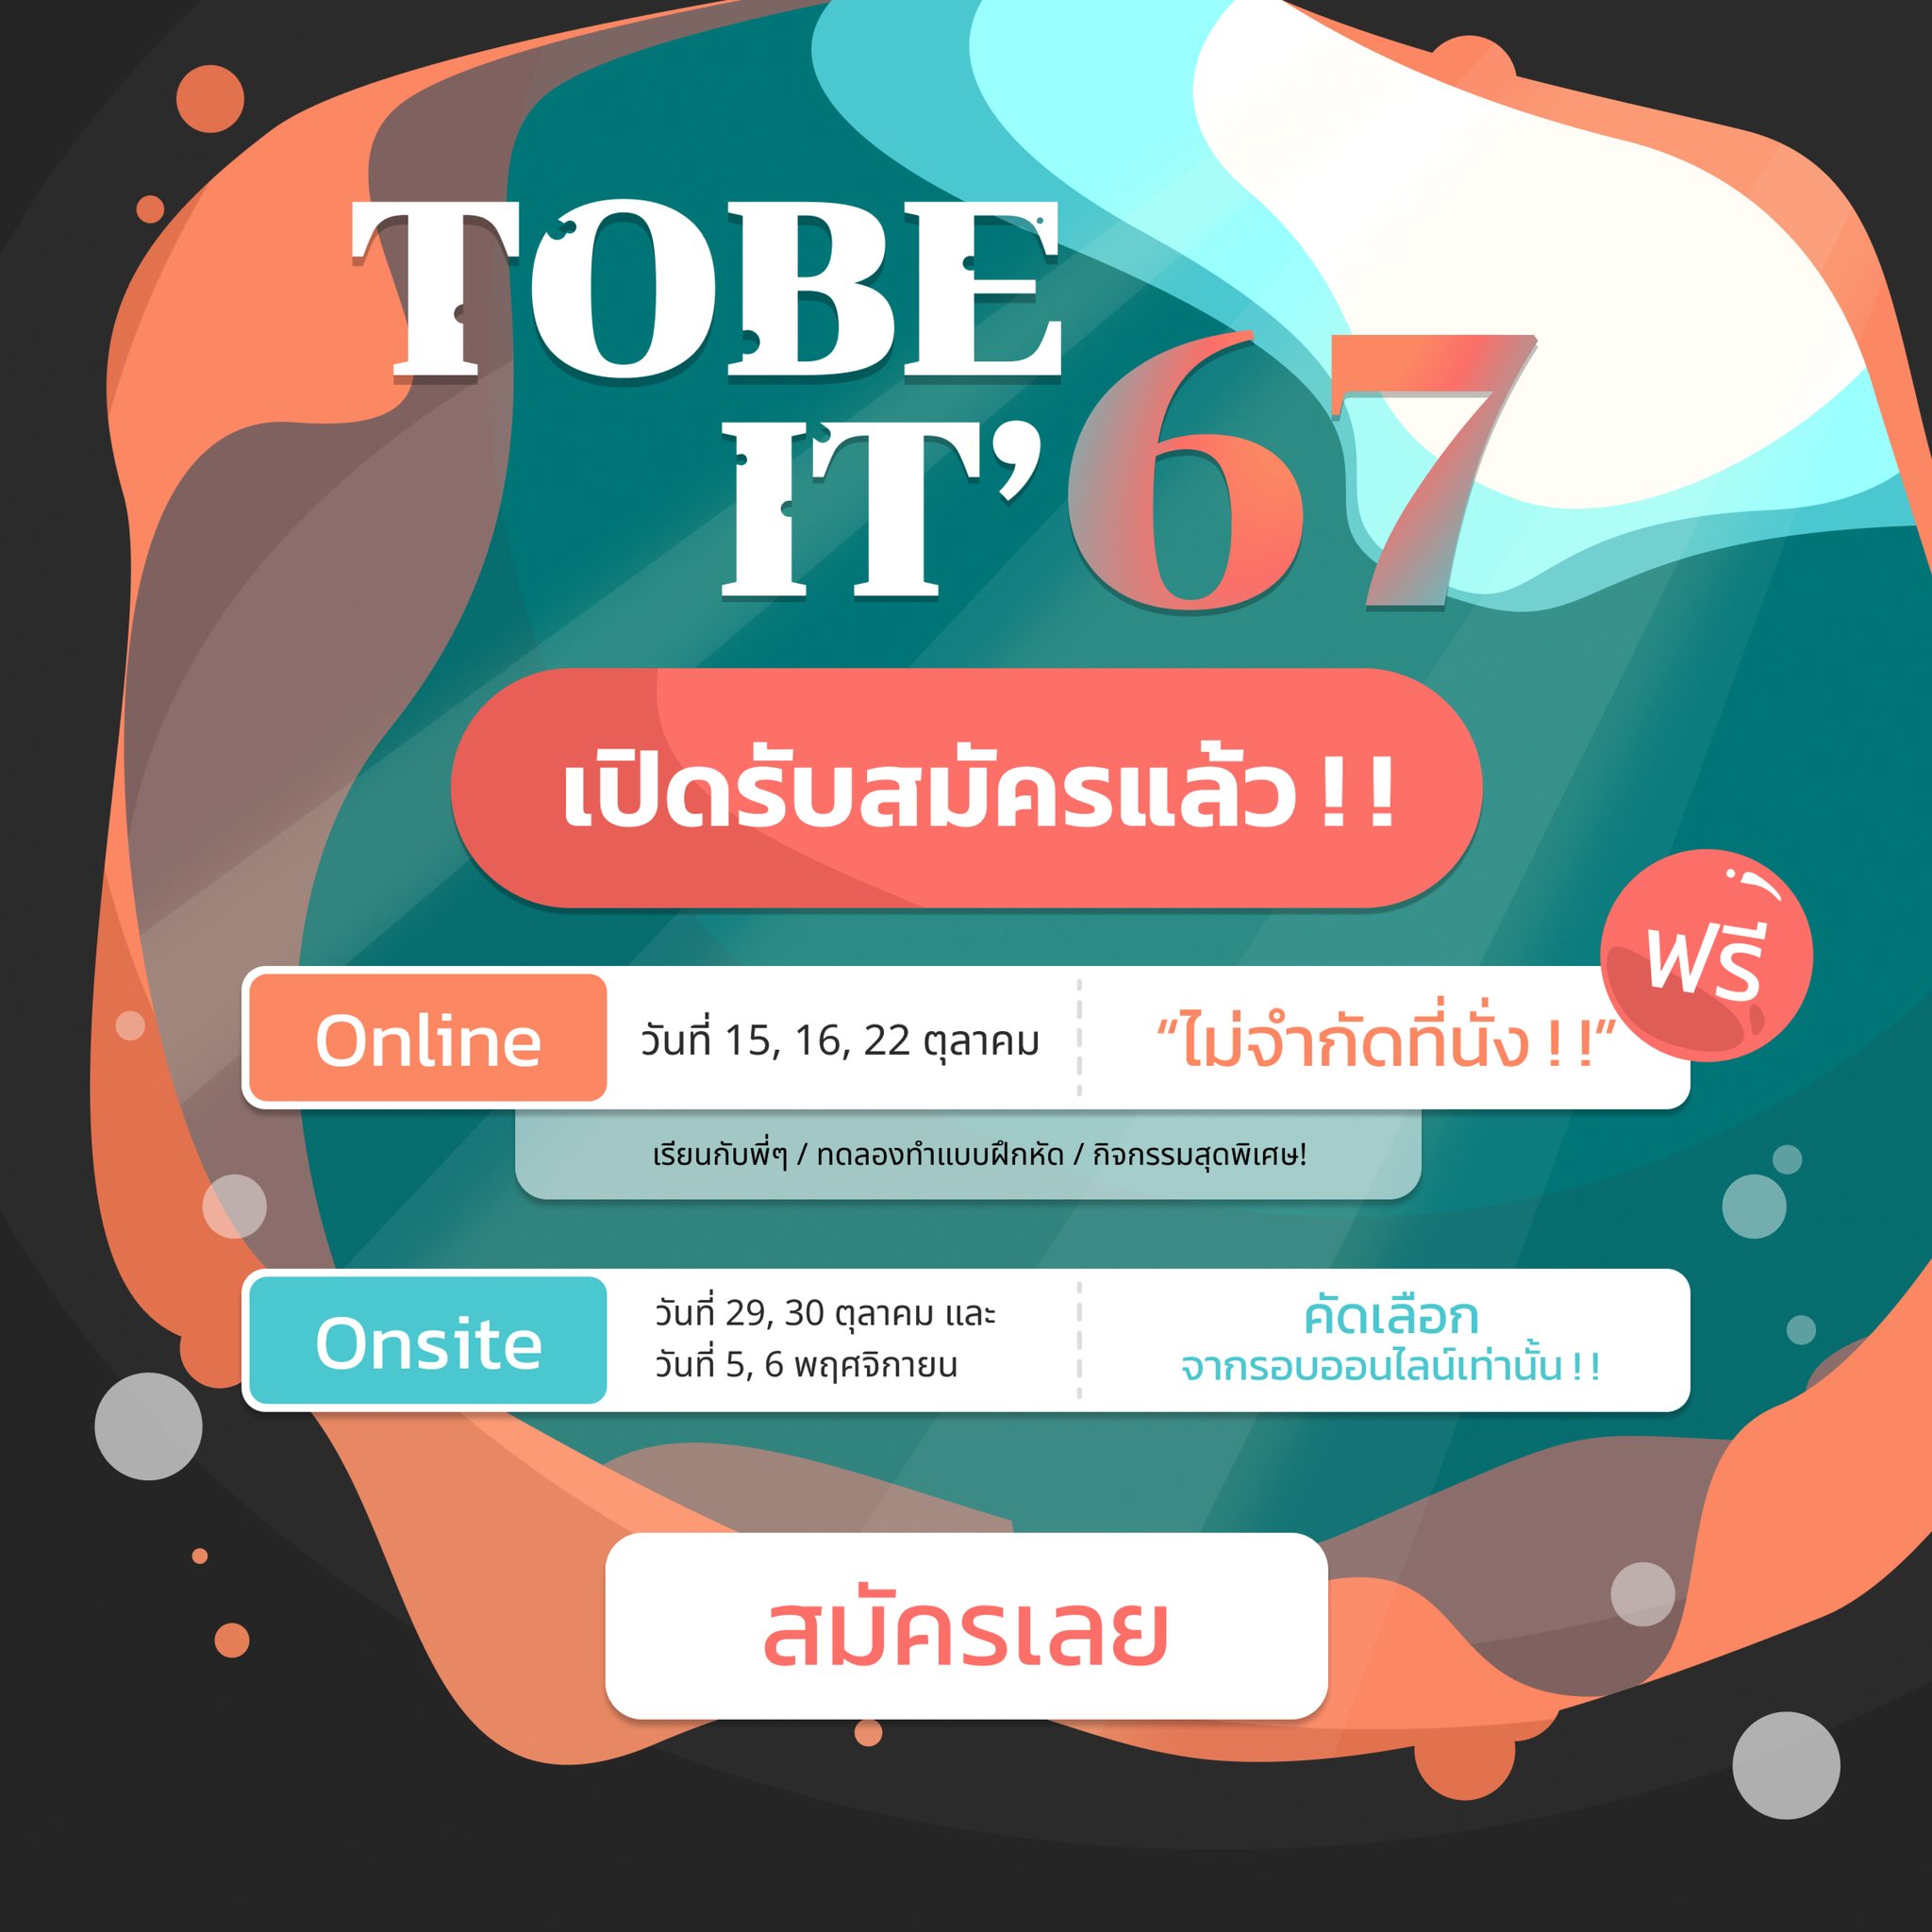 TOBE
IT’67
เปิดรับสมัครแล้ว !!
ฟรี !
Online
วันที่ 15, 16, 22 ตุลาคม
“ไม่จำกัดที่นั่ง !!”
เรียนกับพี่ๆ / ทดลองทำแบบฝึกหัด / กิจกรรมสุดพิเศษ!
Onsite
วันที่ 29, 30 ตุลาคม และ
วันที่ 5, 6 พฤศจิกายน
คัดเลือก
จากรอบออนไลน์เท่านั้น !!
สมัครเลย